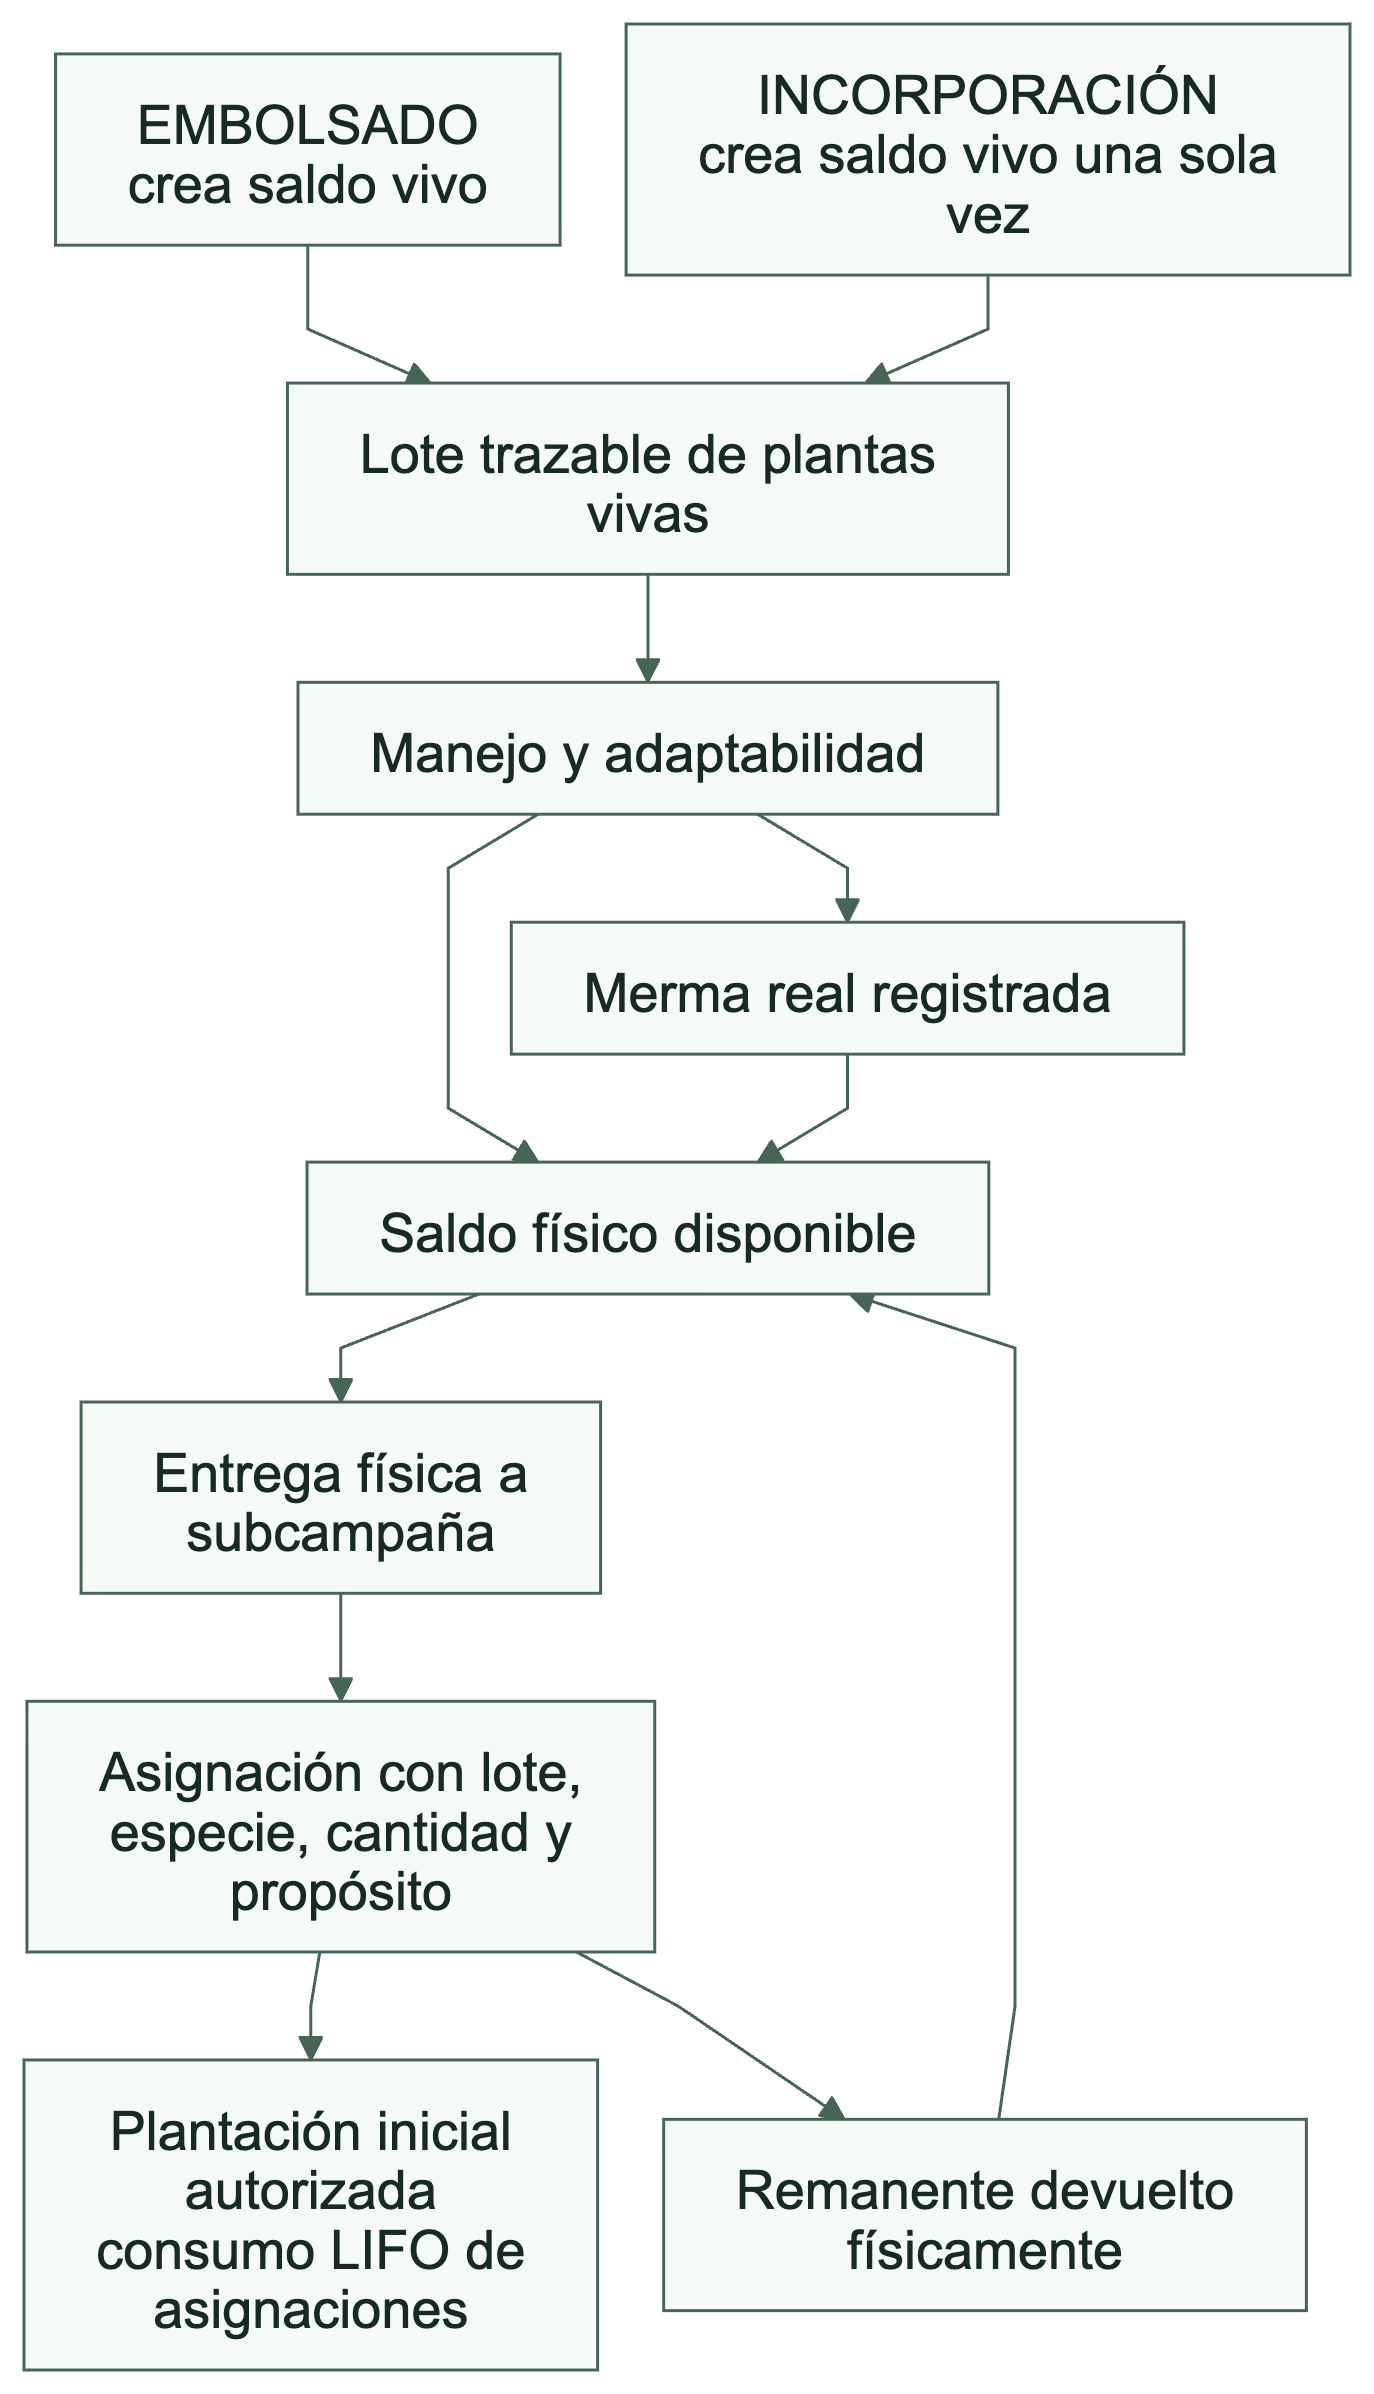 EMBOLSADO
crea saldo vivo
INCORPORACIÓN
crea saldo vivo una sola
vez
Lote trazable de plantas
vivas
Manejo y adaptabilidad
Merma real registrada
Saldo físico disponible
Entrega física a
subcampaña
Asignación con lote,
especie, cantidad y
propósito
Plantación inicial
autorizada
consumo LIFO de
asignaciones
Remanente devuelto
físicamente